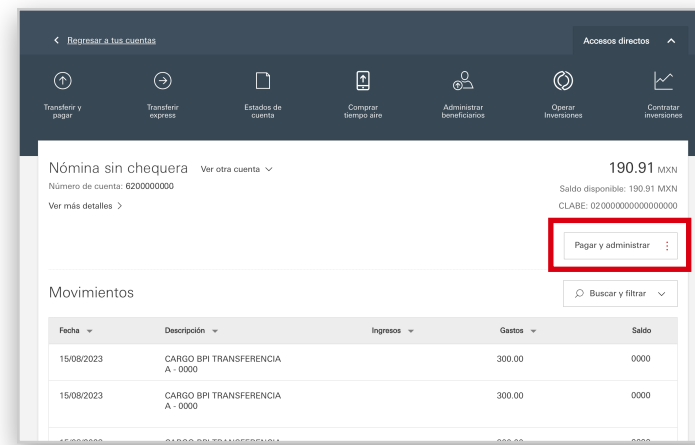 Regresar a tus cuentas
Accesos directos
Transferir y pagar
Transferir express
Estados de cuenta
Comprar tiempo aire
Administrar beneficiarios
Operar Inversiones
Contratar inversiones
Nómina sin chequera Ver otra cuenta
190.91 MXN
Número de cuenta: 6200000000
Saldo disponible: 190.91 MXN
Ver más detalles
CLABE: 020000000000000000
Pagar y administrar
Movimientos
Buscar y filtrar
Fecha Descripción Ingresos Gastos Saldo
15/08/2023 CARGO BPI TRANSFERENCIA 300.00 0000
A - 0000
15/08/2023 CARGO BPI TRANSFERENCIA 300.00 0000
A - 0000